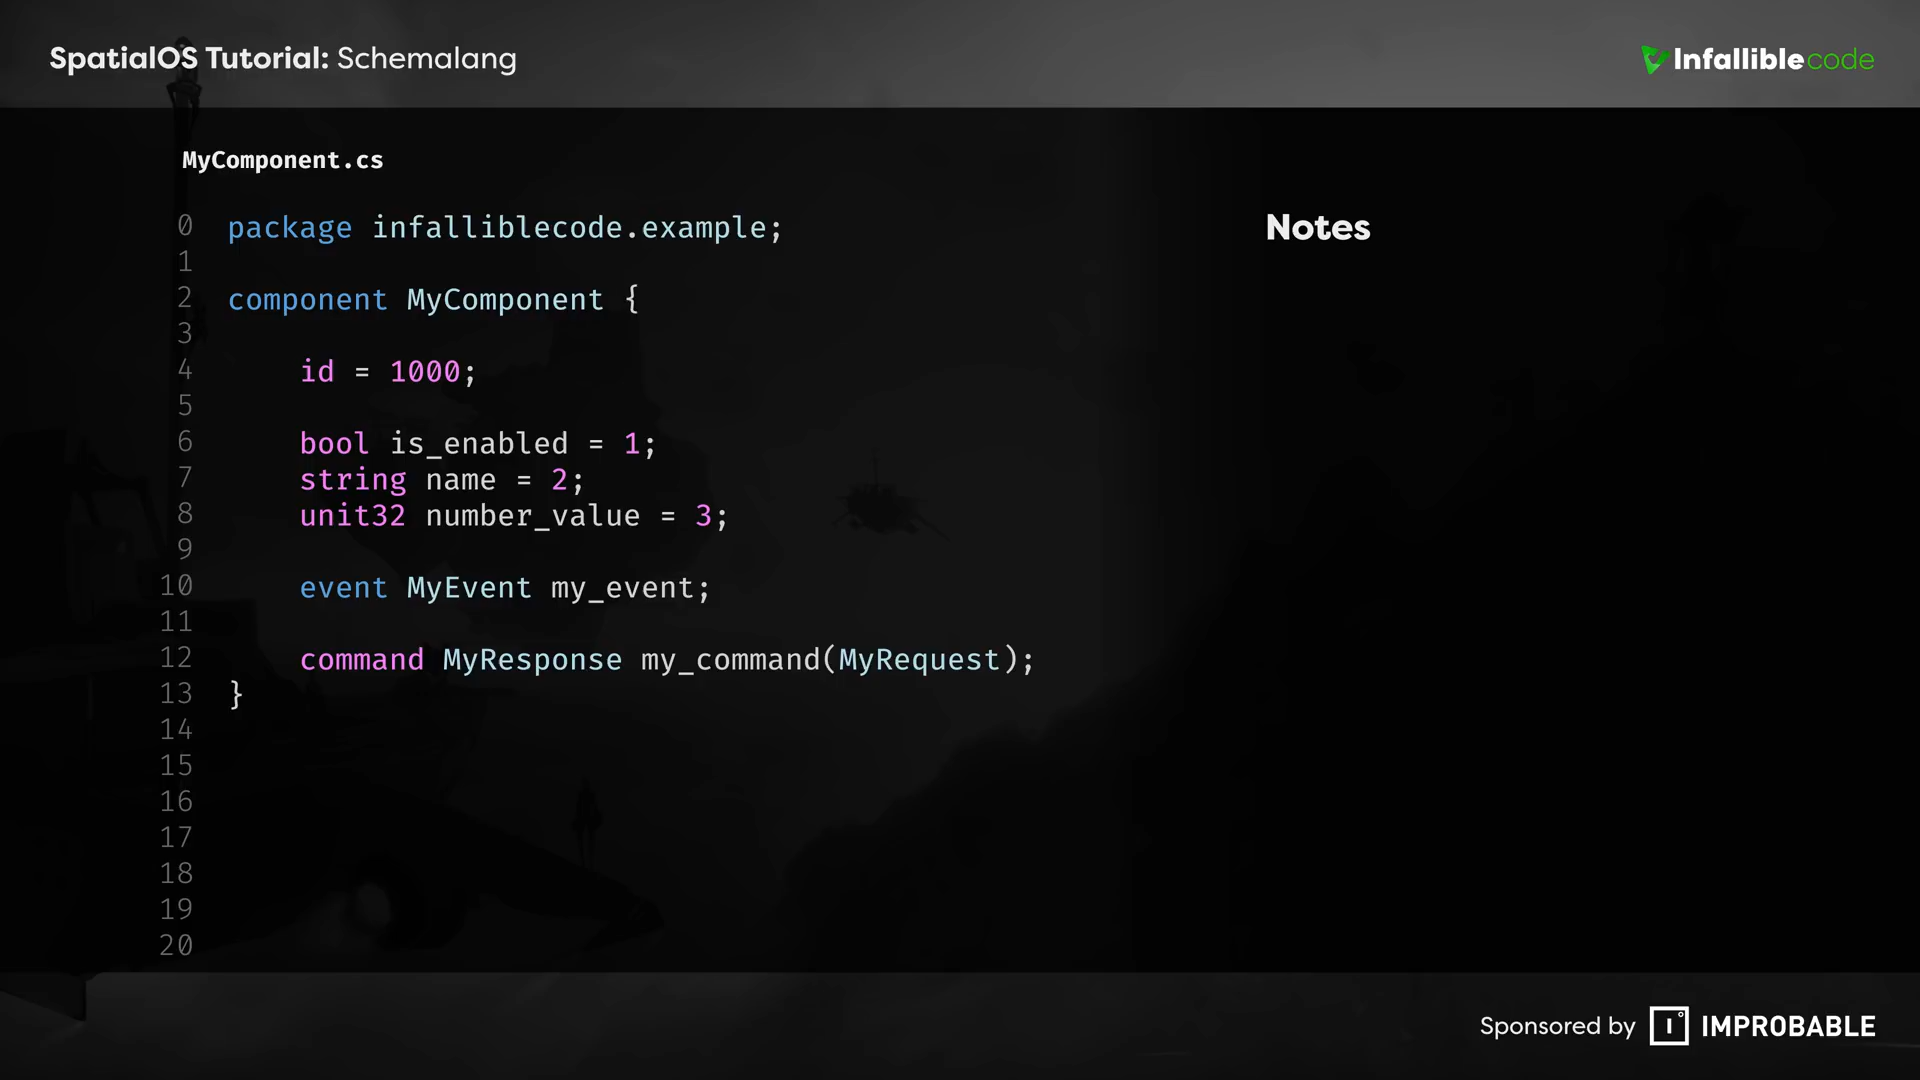 SpatialOS Tutorial: Schemalang
Infalliblecode
MyComponent.cs
0 package infalliblecode.example;
1
2 component MyComponent {
3
4 id = 1000;
5
6 bool is_enabled = 1;
7 string name = 2;
8 unit32 number_value = 3;
9
10 event MyEvent my_event;
11
12 command MyResponse my_command(MyRequest);
13 }
14
15
16
17
18
19
20
Notes
Sponsored by IMPROBABLE